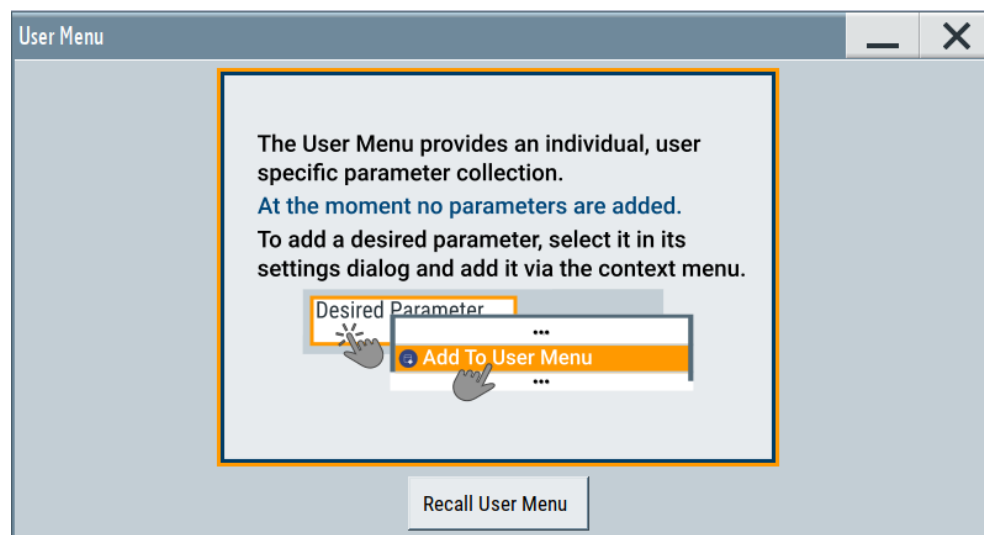 User Menu
The User Menu provides an individual, user
specific parameter collection.
At the moment no parameters are added.
To add a desired parameter, select it in its
settings dialog and add it via the context menu.
Desired Parameter
...
Add To User Menu
...
Recall User Menu